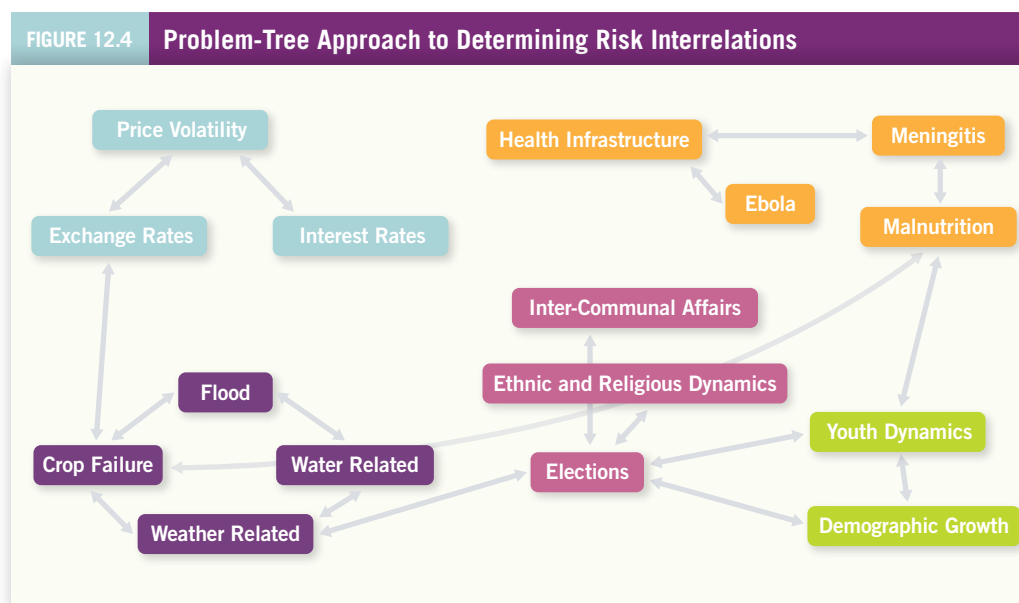 FIGURE 12.4
Problem-Tree Approach to Determining Risk Interrelations
Price Volatility
Health Infrastructure
Meningitis
Ebola
Malnutrition
Exchange Rates
Interest Rates
Inter-Communal Affairs
Ethnic and Religious Dynamics
Flood
Youth Dynamics
Crop Failure
Water Related
Elections
Weather Related
Demographic Growth